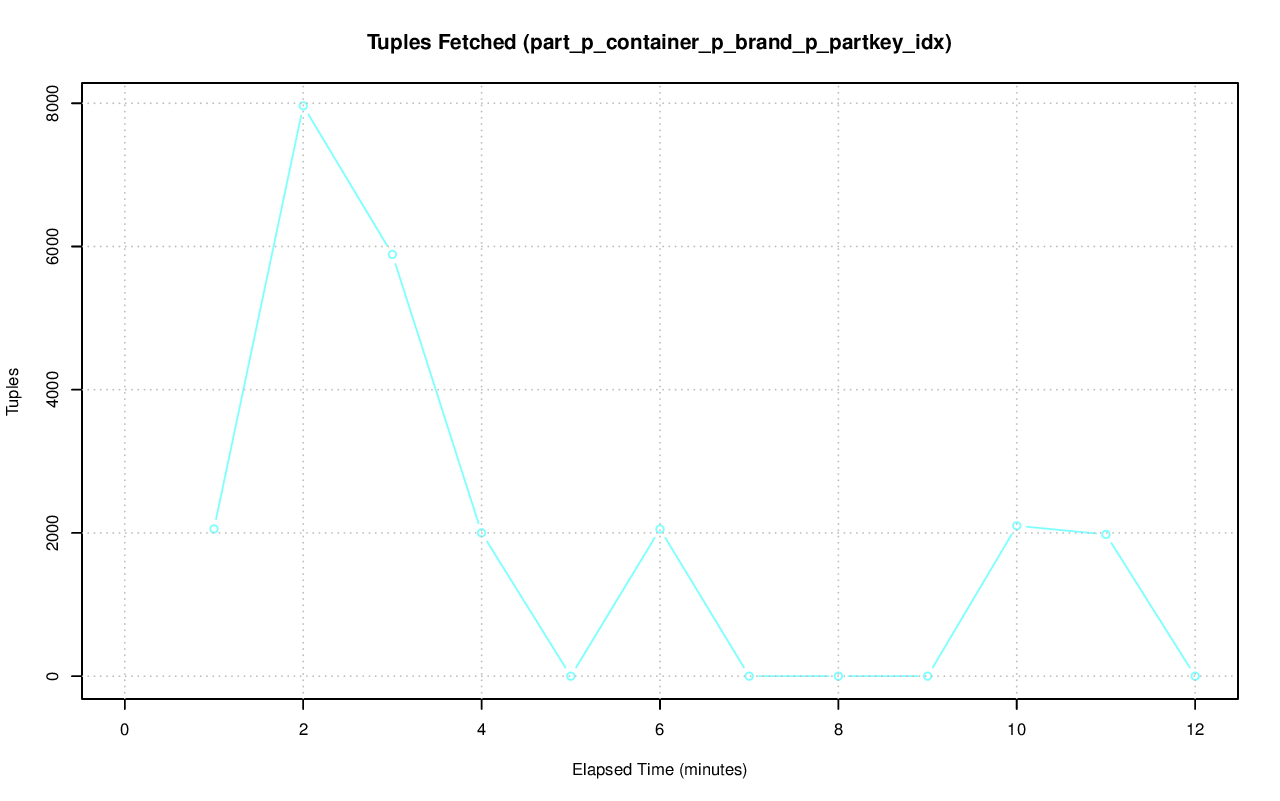 Tuples Fetched (part_p_container_p_brand_p_partkey_idx)
8000
6000
4000
2000
0
Tuples
0 2 4 6 8 10 12
Elapsed Time (minutes)